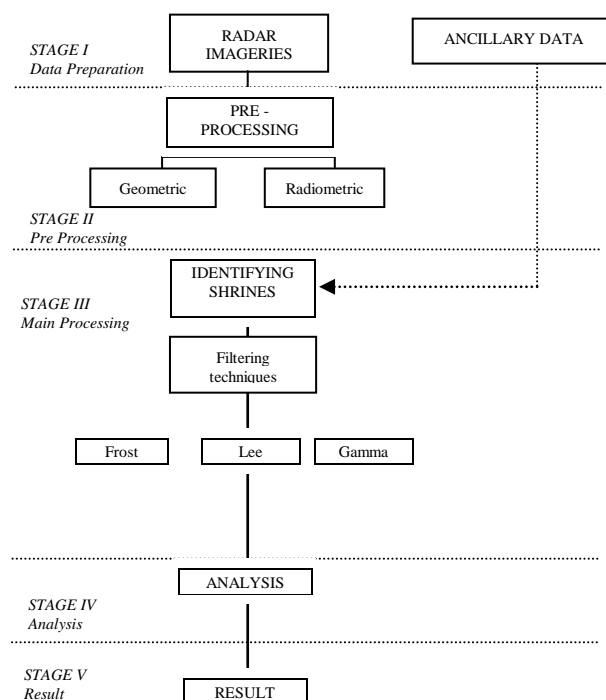 STAGE I
Data Preparation
RADAR
IMAGERIES
ANCILLARY DATA
PRE -
PROCESSING
Geometric
Radiometric
STAGE II
Pre Processing
IDENTIFYING
SHRINES
STAGE III
Main Processing
Filtering
techniques
Frost
Lee
Gamma
ANALYSIS
STAGE IV
Analysis
STAGE V
Result
RESULT